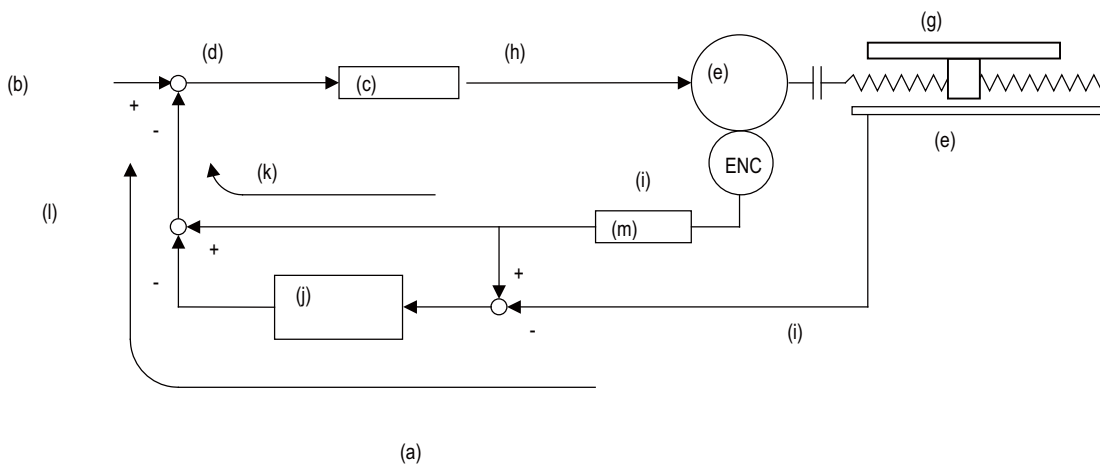 (g)
(d)
(h)
(b)
(c)
(e)
+
-
(e)
ENC
(k)
(i)
(l)
(m)
+
+
(j)
-
-
(i)
(a)